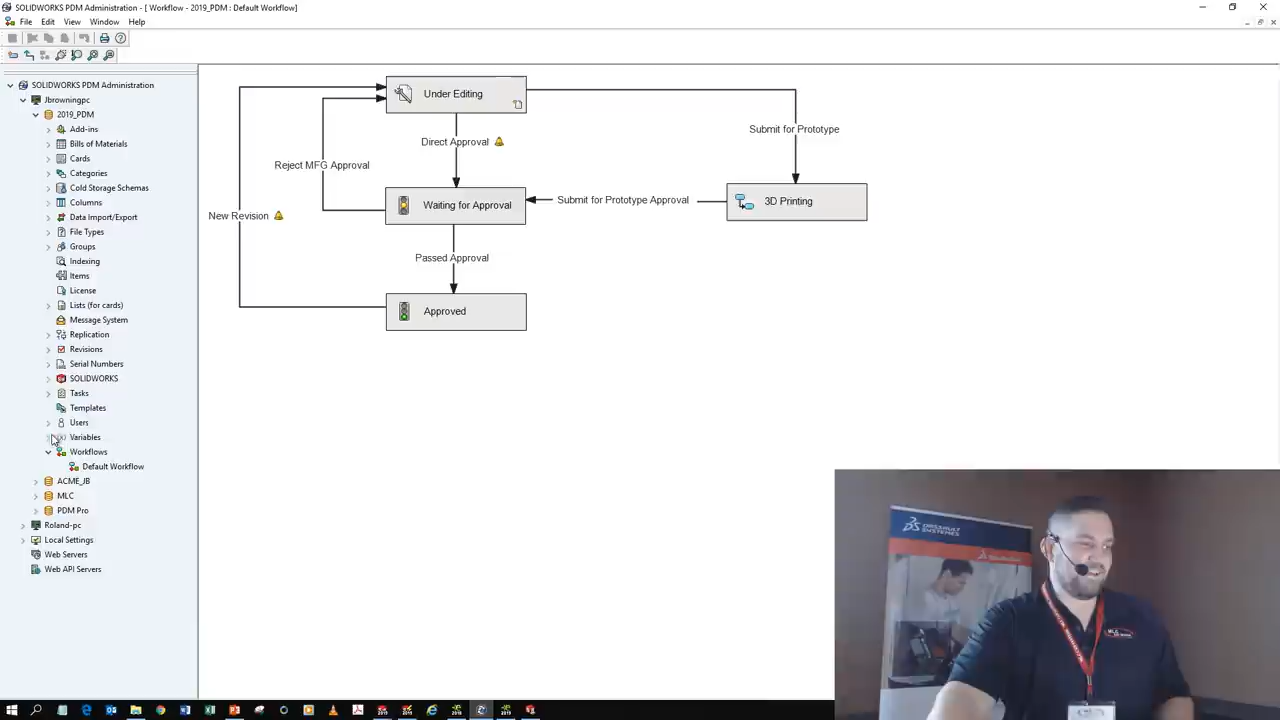 SOLIDWORKS PDM Administration - [ Workflow - 2019_PDM : Default Workflow]
File Edit View Window Help
SOLIDWORKS PDM Administration
Jbrowningpc
2019_PDM
Add-ins
Bills of Materials
Cards
Categories
Cold Storage Schemas
Columns
Data Import/Export
File Types
Groups
Indexing
Items
License
Lists (for cards)
Message System
Replication
Revisions
Serial Numbers
SOLIDWORKS
Tasks
Templates
Users
Variables
Workflows
Default Workflow
ACME_JB
MLC
PDM Pro
Roland-pc
Local Settings
Web Servers
Web API Servers
Under Editing
Submit for Prototype
Direct Approval
Reject MFG Approval
Waiting for Approval
Submit for Prototype Approval
3D Printing
New Revision
Passed Approval
Approved
DASSAULT
SYSTEMES
MLC